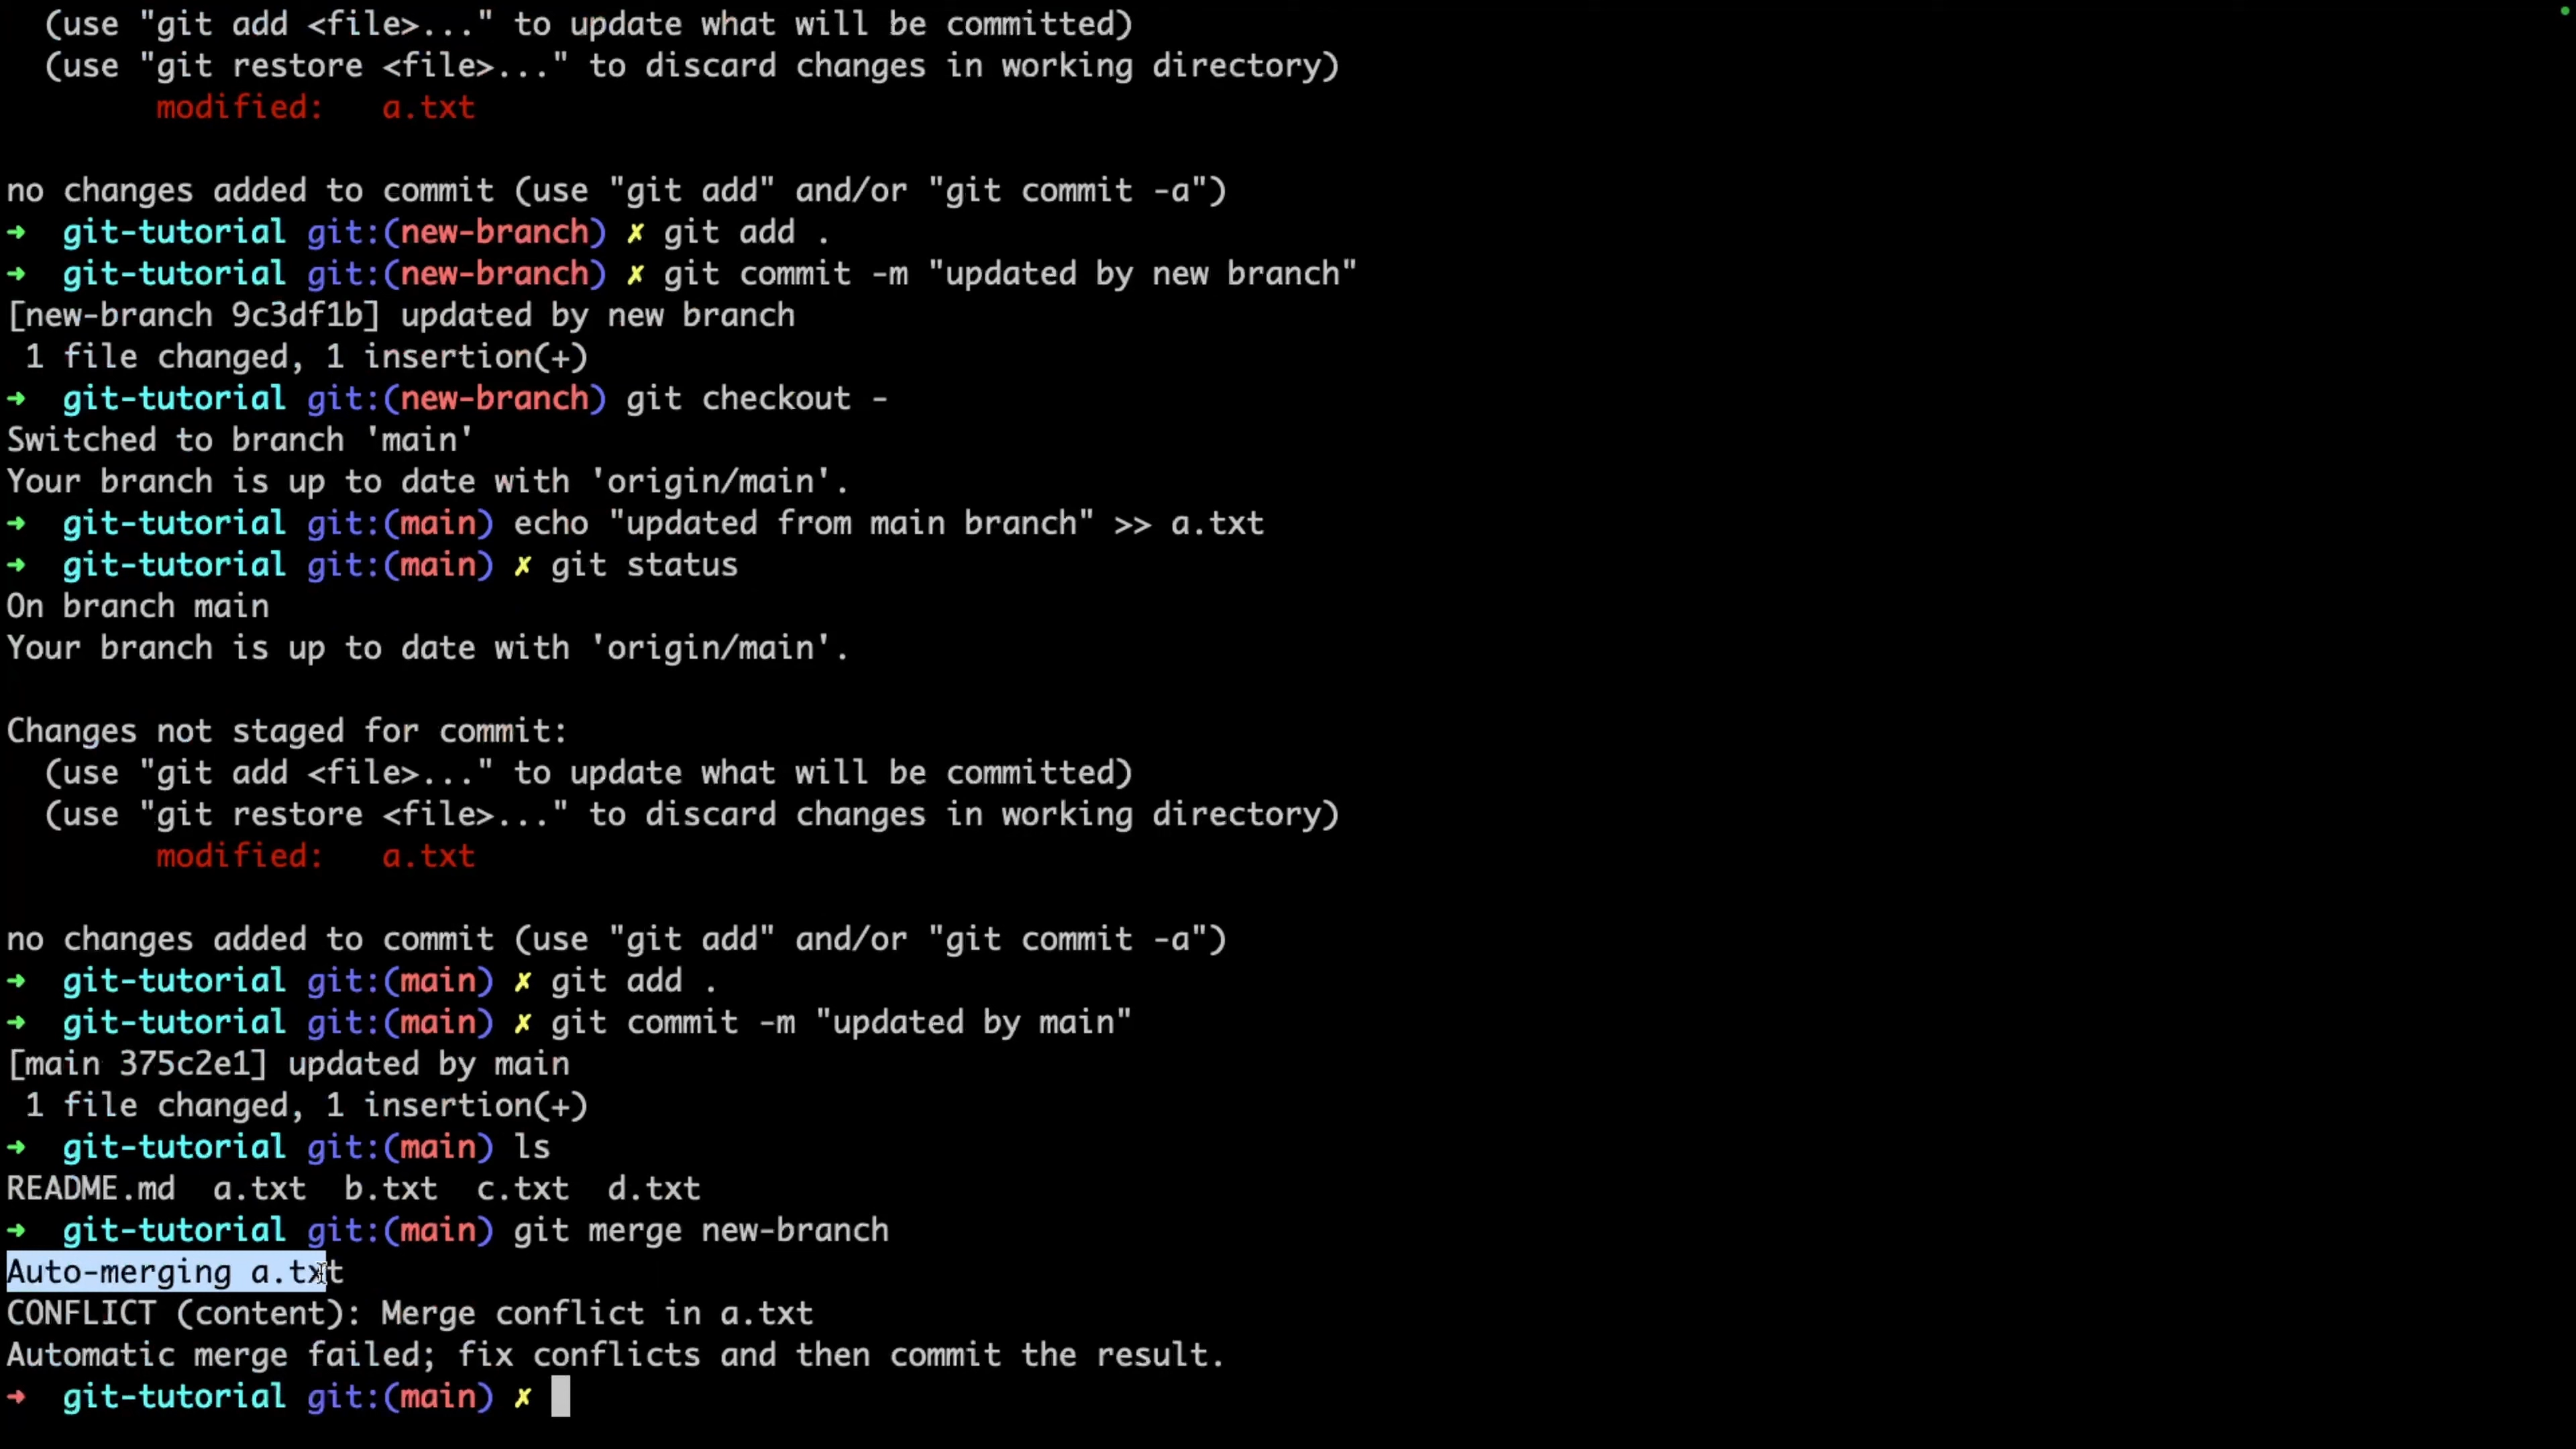 (use "git add <file>..." to update what will be committed)
(use "git restore <file>..." to discard changes in working directory)
modified:   a.txt
no changes added to commit (use "git add" and/or "git commit -a")
➜  git-tutorial git:(new-branch) ✗ git add .
➜  git-tutorial git:(new-branch) ✗ git commit -m "updated by new branch"
[new-branch 9c3df1b] updated by new branch
1 file changed, 1 insertion(+)
➜  git-tutorial git:(new-branch) git checkout -
Switched to branch 'main'
Your branch is up to date with 'origin/main'.
➜  git-tutorial git:(main) echo "updated from main branch" >> a.txt
➜  git-tutorial git:(main) ✗ git status
On branch main
Your branch is up to date with 'origin/main'.
Changes not staged for commit:
(use "git add <file>..." to update what will be committed)
(use "git restore <file>..." to discard changes in working directory)
modified:   a.txt
no changes added to commit (use "git add" and/or "git commit -a")
➜  git-tutorial git:(main) ✗ git add .
➜  git-tutorial git:(main) ✗ git commit -m "updated by main"
[main 375c2e1] updated by main
1 file changed, 1 insertion(+)
➜  git-tutorial git:(main) ls
README.md  a.txt  b.txt  c.txt  d.txt
➜  git-tutorial git:(main) git merge new-branch
Auto-merging a.txt
CONFLICT (content): Merge conflict in a.txt
Automatic merge failed; fix conflicts and then commit the result.
➜  git-tutorial git:(main) ✗